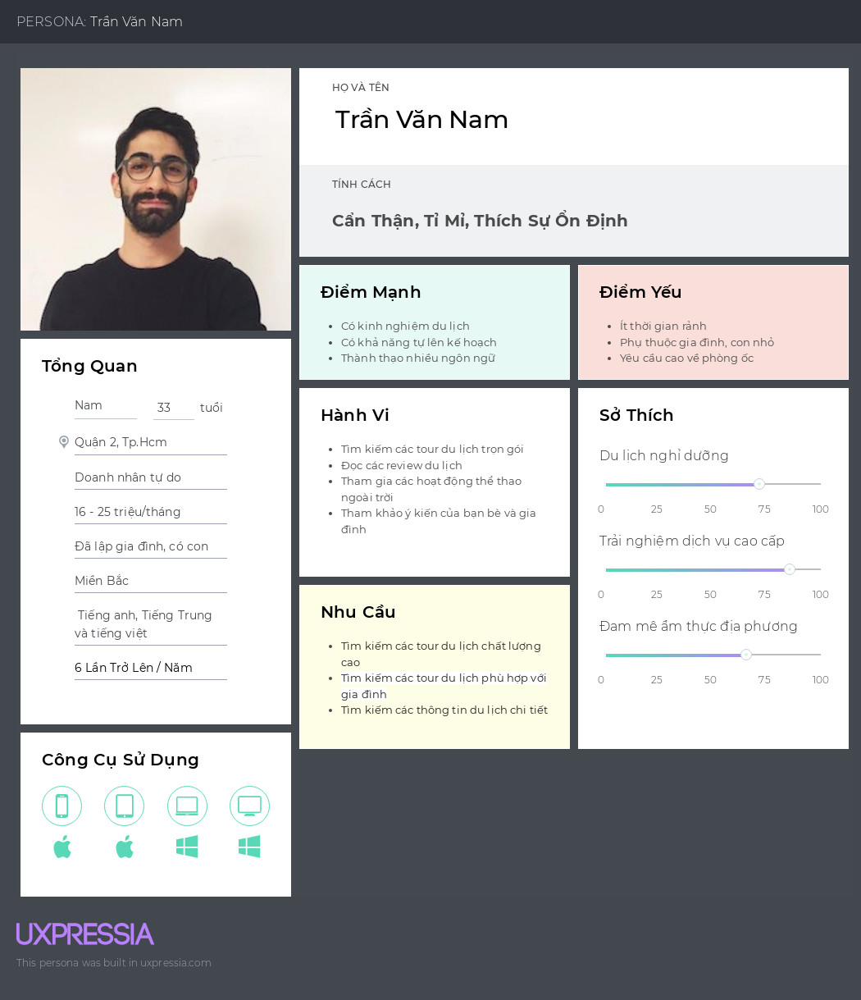 PERSONA: Trần Văn Nam
HỌ VÀ TÊN
Trần Văn Nam
TÍNH CÁCH
Cẩn Thận, Tỉ Mỉ, Thích Sự Ổn Định
Tổng Quan
Nam 33 tuổi
Quận 2, Tp.Hcm
Doanh nhân tự do
16 - 25 triệu/tháng
Đã lập gia đình, có con
Miền Bắc
Tiếng anh, Tiếng Trung
và tiếng việt
6 Lần Trở Lên / Năm
Công Cụ Sử Dụng
Điểm Mạnh
Có kinh nghiệm du lịch
Có khả năng tự lên kế hoạch
Thành thạo nhiều ngôn ngữ
Điểm Yếu
Ít thời gian rảnh
Phụ thuộc gia đình, con nhỏ
Yêu cầu cao về phòng ốc
Hành Vi
Tìm kiếm các tour du lịch trọn gói
Đọc các review du lịch
Tham gia các hoạt động thể thao
ngoài trời
Tham khảo ý kiến của bạn bè và gia
đình
Nhu Cầu
Tìm kiếm các tour du lịch chất lượng
cao
Tìm kiếm các tour du lịch phù hợp với
gia đình
Tìm kiếm các thông tin du lịch chi tiết
Sở Thích
Du lịch nghỉ dưỡng
0 25 50 75 100
Trải nghiệm dịch vụ cao cấp
0 25 50 75 100
Đam mê ẩm thực địa phương
0 25 50 75 100
UXPRESSIA
This persona was built in uxpressia.com